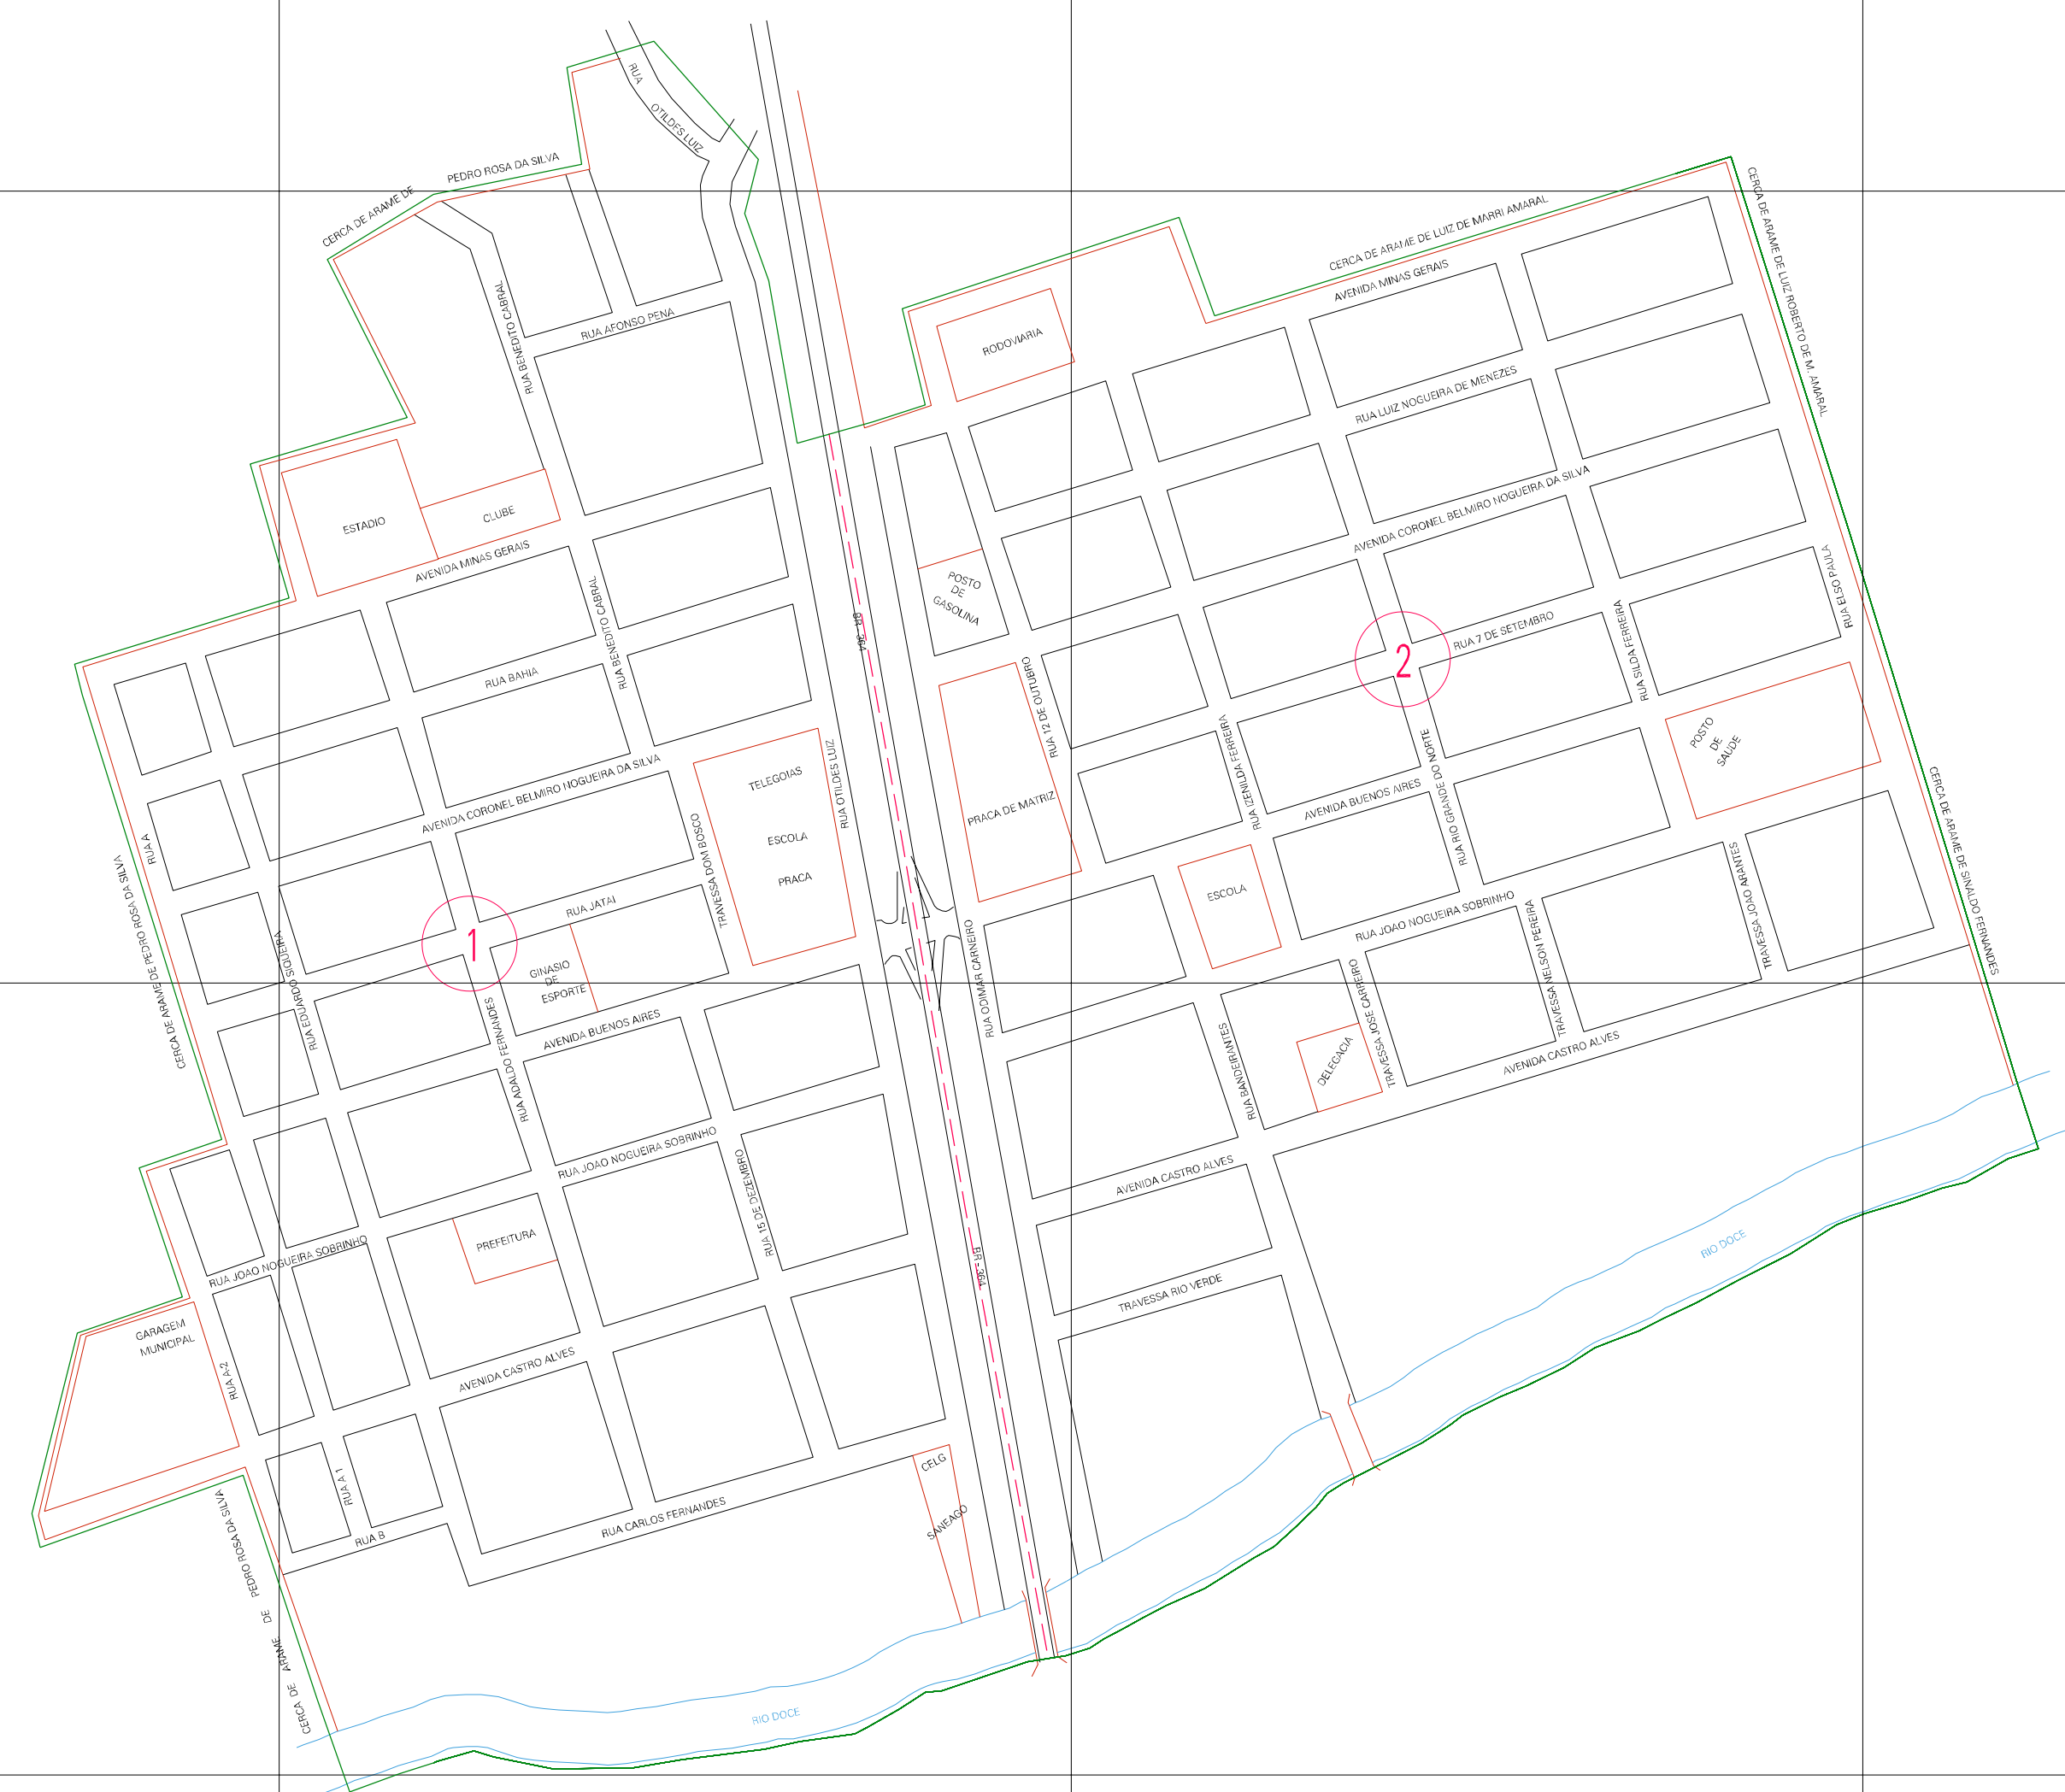 RUA
OTILDES LUIZ
CERCA DE ARAME DE
PEDRO ROSA DA SILVA
RUA BENEDITO CABRAL
RUA AFONSO PENA
ESTADIO
CLUBE
AVENIDA MINAS GERAIS
RUA BENEDITO CABRAL
RUA BAHIA
AVENIDA CORONEL BELMIRO NOGUEIRA DA SILVA
TRAVESSA DOM BOSCO
TELEGOIAS
ESCOLA
PRACA
RUA OTILDES LUIZ
RUA JATAI
1
GINASIO
DE
ESPORTE
AVENIDA BUENOS AIRES
RUA A
CERCA DE ARAME DE PEDRO ROSA DA SILVA
RUA EDUARDO SIQUEIRA
RUA ADALDO FERNANDES
RUA JOAO NOGUEIRA SOBRINHO
RUA 15 DE DEZEMBRO
PREFEITURA
RUA JOAO NOGUEIRA SOBRINHO
GARAGEM
MUNICIPAL
RUA A-2
AVENIDA CASTRO ALVES
RUA A 1
RUA B
RUA CARLOS FERNANDES
CELG
SANEAGO
CERCA DE ARAME DE PEDRO ROSA DA SILVA
RIO DOCE
BR - 364
BR - 364
CERCA DE ARAME DE LUIZ DE MARRI AMARAL
CERCA DE ARAME DE LUIZ ROBERTO DE M. AMARAL
RODOVIARIA
AVENIDA MINAS GERAIS
RUA LUIZ NOGUEIRA DE MENEZES
AVENIDA CORONEL BELMIRO NOGUEIRA DA SILVA
POSTO
DE
GASOLINA
RUA 12 DE OUTUBRO
PRACA DE MATRIZ
2
RUA 7 DE SETEMBRO
RUA SILDA FERREIRA
RUA ELSO PAULA
RUA IZENILDA FERREIRA
AVENIDA BUENOS AIRES
RUA RIO GRANDE DO NORTE
POSTO
DE
SAUDE
CERCA DE ARAME DE SINALDO FERNANDES
ESCOLA
RUA JOAO NOGUEIRA SOBRINHO
RUA ODIMAR CARNEIRO
RUA BANDEIRANTES
DELEGACIA
TRAVESSA JOSE CARREIRO
TRAVESSA NELSON PEREIRA
TRAVESSA JOAO ARANTES
AVENIDA CASTRO ALVES
AVENIDA CASTRO ALVES
TRAVESSA RIO VERDE
RIO DOCE